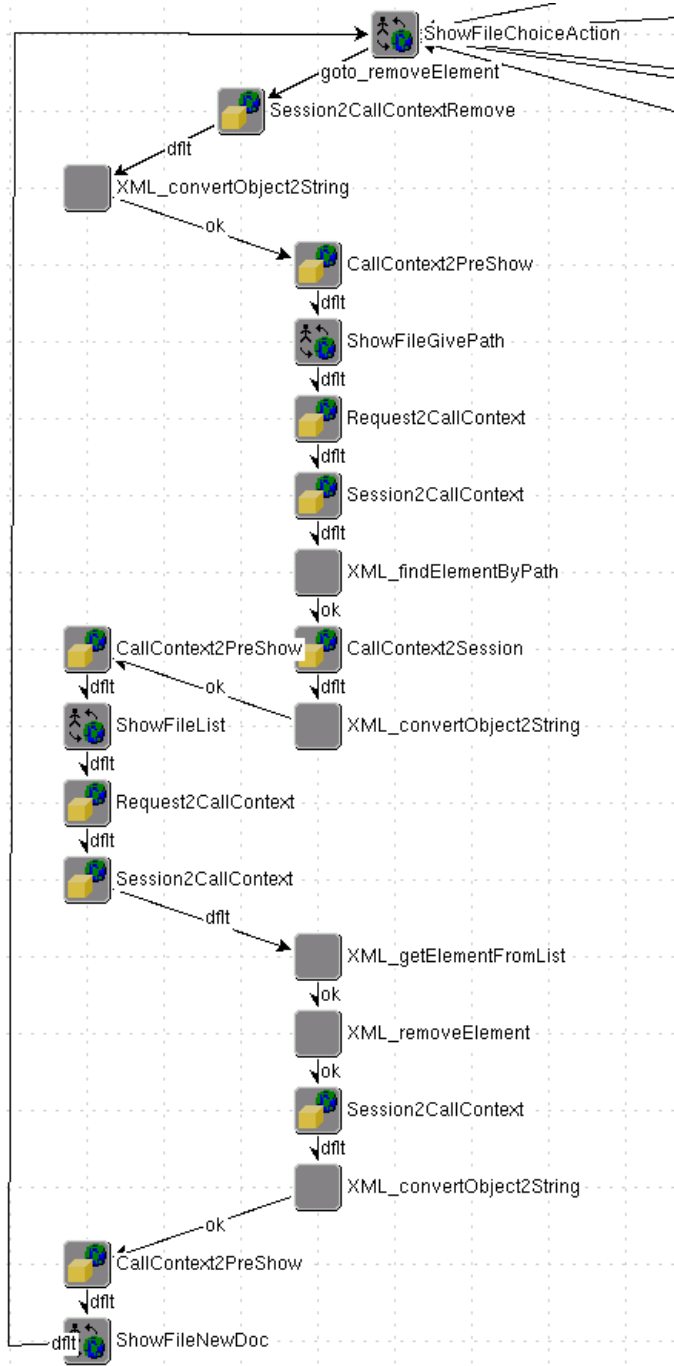 ShowFileChoiceAction
goto_removeElement
Session2CallContextRemove
dflt
XML_convertObject2String
ok
CallContext2PreShow
dflt
ShowFileGivePath
dflt
Request2CallContext
dflt
Session2CallContext
dflt
XML_findElementByPath
ok
CallContext2PreShow
CallContext2Session
dflt
ok
dflt
ShowFileList
XML_convertObject2String
dflt
Request2CallContext
dflt
Session2CallContext
dflt
XML_getElementFromList
ok
XML_removeElement
ok
Session2CallContext
dflt
XML_convertObject2String
ok
CallContext2PreShow
dflt
dflt
ShowFileNewDoc